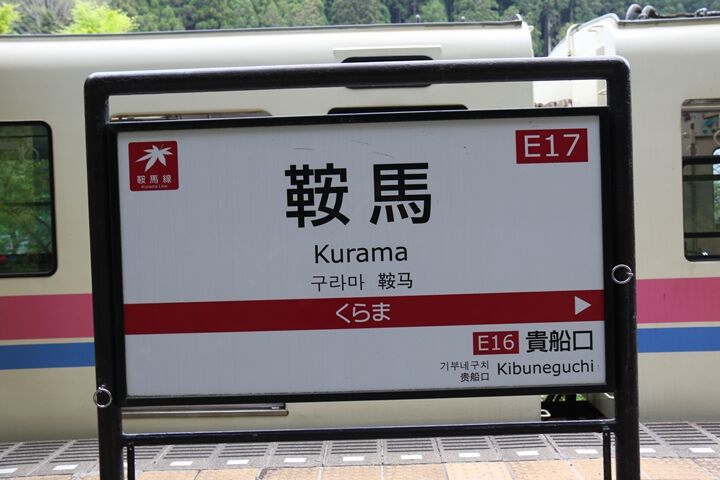 鞍馬線
Kurama Line
E17
鞍馬
Kurama
구라마 鞍马
くらま
E16 貴船口
기부네구치 Kibuneguchi
贵船口